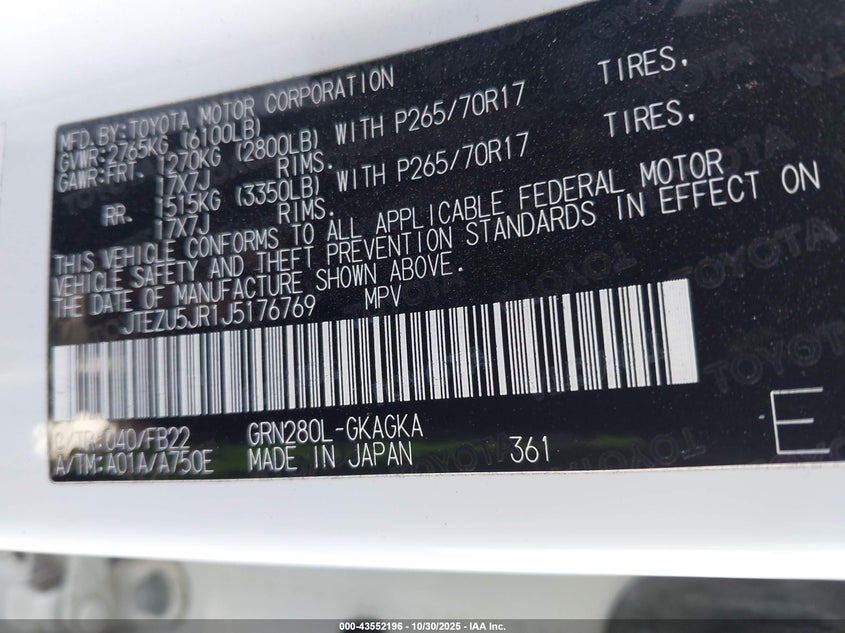 MFD.BY:TOYOTA MOTOR CORPORATION
GVWR:2765KG (6100LB)
GAWR:FRT. 1270KG (2800LB) WITH P265/70R17 TIRES,
17X7J RIMS.
RR. 1515KG (3350LB) WITH P265/70R17 TIRES,
17X7J RIMS.
THIS VEHICLE CONFORMS TO ALL APPLICABLE FEDERAL MOTOR
VEHICLE SAFETY AND THEFT PREVENTION STANDARDS IN EFFECT ON
THE DATE OF MANUFACTURE SHOWN ABOVE.
JTEZU5JR1J5176769 MPV
C/TR:040/FB22 GRN280L-GKAGKA
A/TM:A01A/A750E MADE IN JAPAN 361 E
TOYOTA
000-43552196 - 10/30/2025 - IAA Inc.